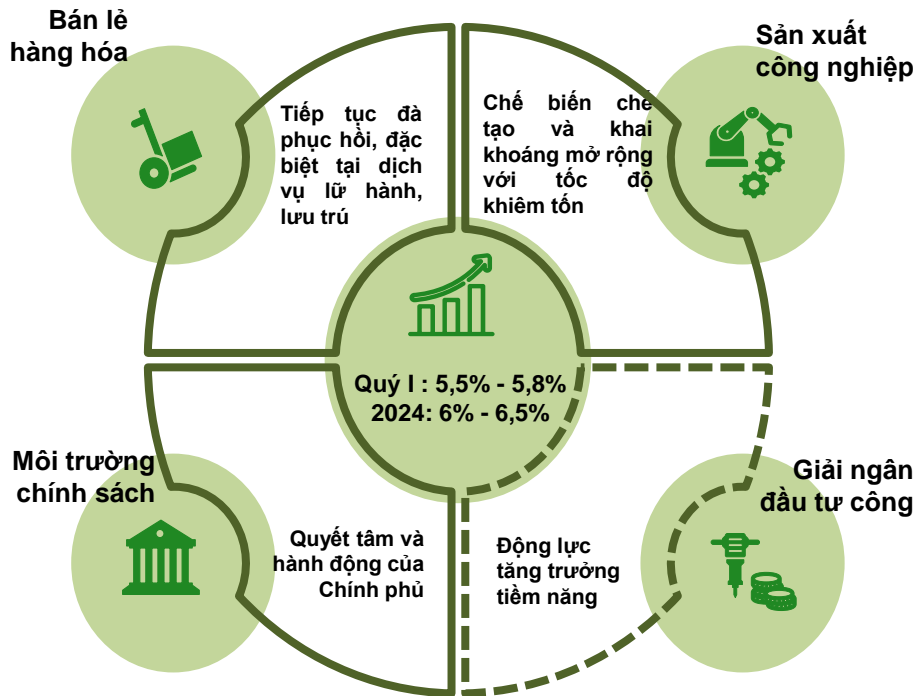 Bán lẻ
hàng hóa
Tiếp tục đà
phục hồi, đặc
biệt tại dịch
vụ lữ hành,
lưu trú
Chế biến chế
tạo và khai
khoáng mở rộng
với tốc độ
khiêm tốn
Sản xuất
công nghiệp
Quý I : 5,5% - 5,8%
2024: 6% - 6,5%
Môi trường
chính sách
Quyết tâm và
hành động của
Chính phủ
Động lực
tăng trưởng
tiềm năng
Giải ngân
đầu tư công